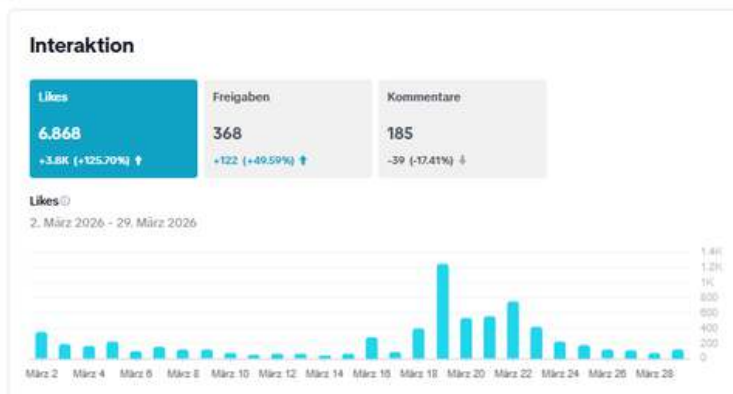 Interaktion
Likes Freigaben Kommentare
6.868 368 185
+3.8K (+125.70%) ↑ +122 (+49.59%) ↑ -39 (-17.41%) ↓
Likes
2. März 2026 - 29. März 2026
1.4K
1.2K
1K
800
600
400
200
0
März 2 März 4 März 6 März 8 März 10 März 12 März 14 März 16 März 18 März 20 März 22 März 24 März 26 März 28